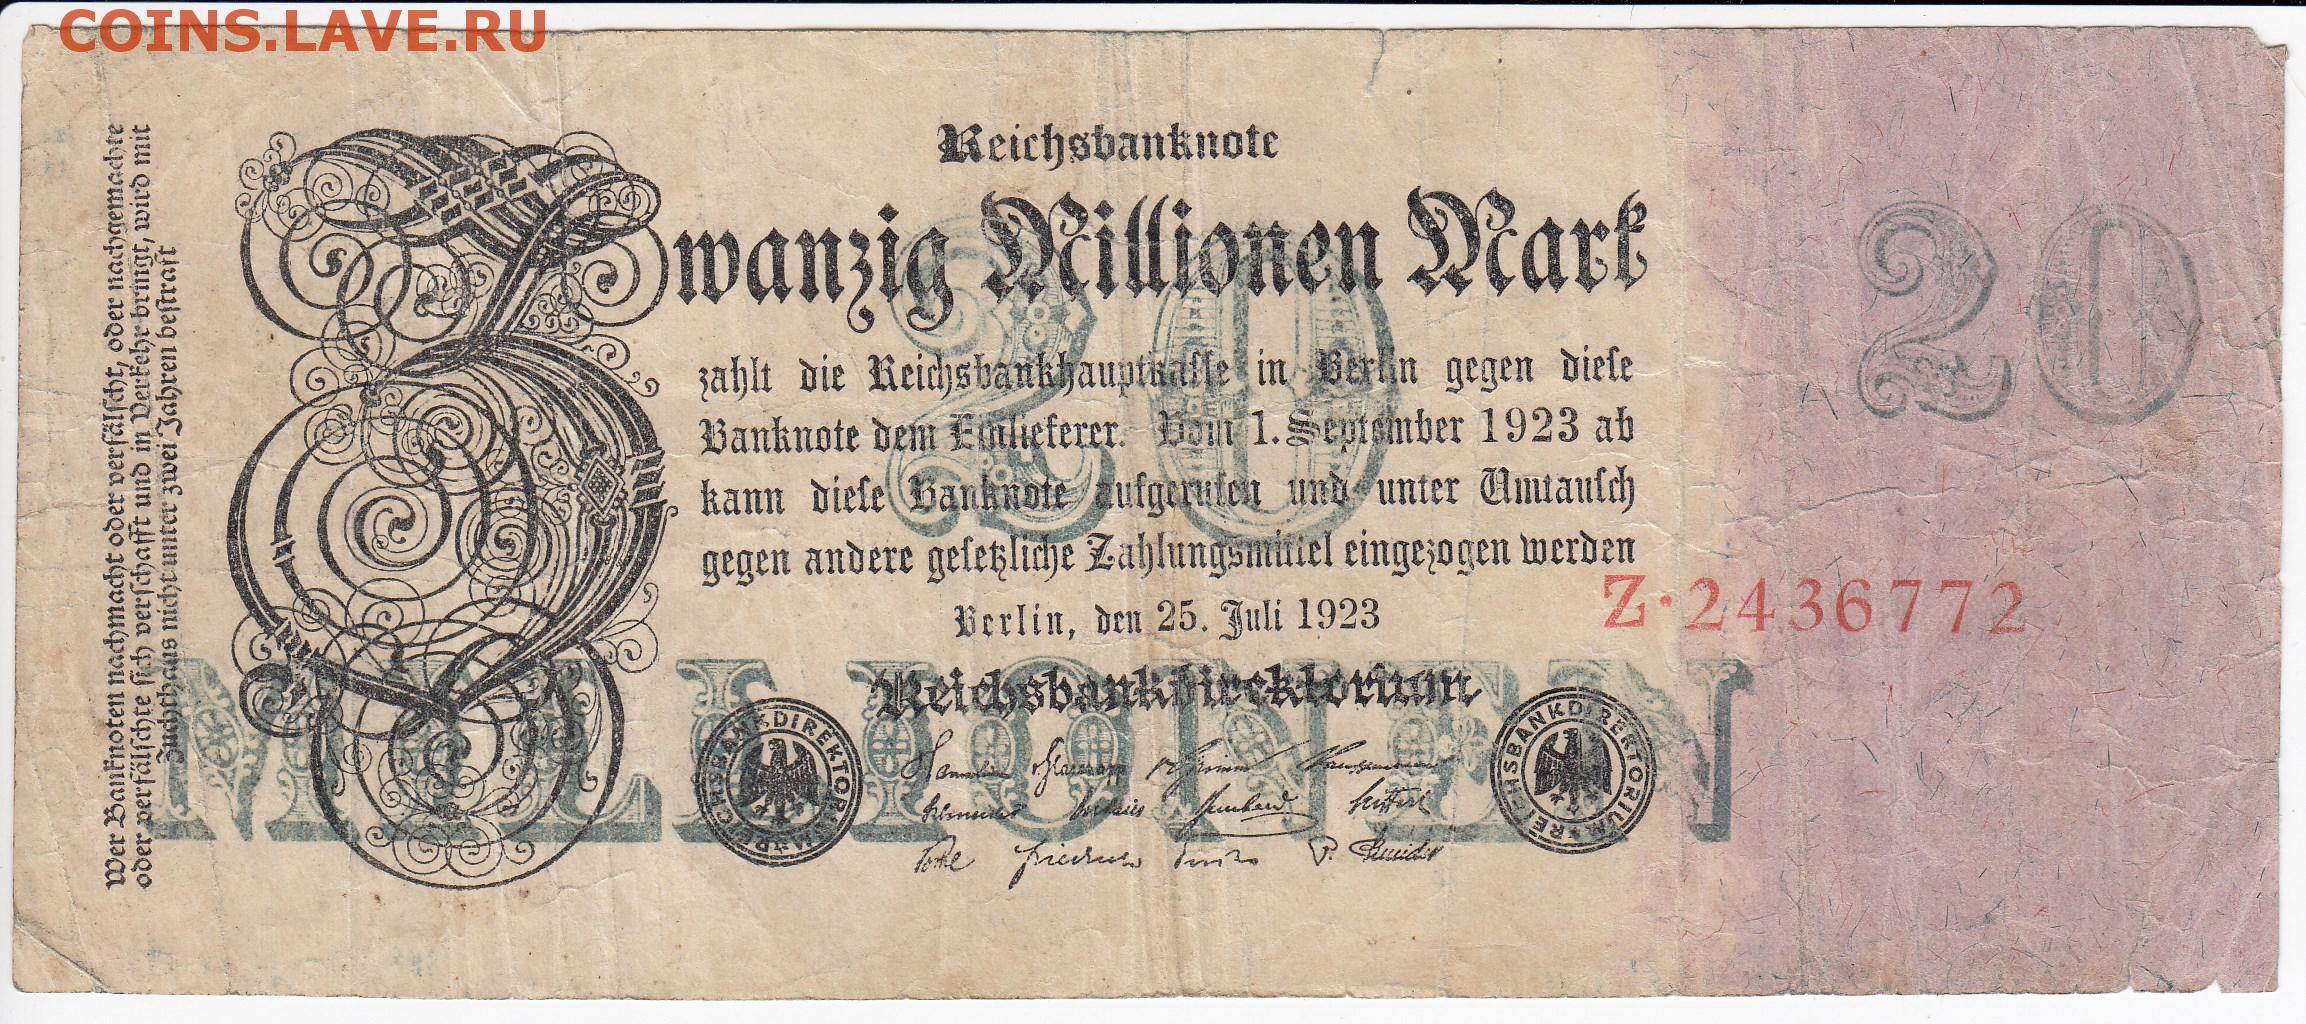 COINS.LAVE.RU
Wer Banknoten nachmacht oder verfälscht, oder nachgemachte
oder verfälschte sich verschafft und in Verkehr bringt, wird mit
Zuchthaus nicht unter zwei Jahren bestraft
Reichsbanknote
Zwanzig Millionen Mark
20
20
zahlt die Reichsbankhauptkasse in Berlin gegen diese
Banknote dem Einlieferer. Vom 1. September 1923 ab
kann diese Banknote aufgerufen und unter Umtausch
gegen andere gesetzliche Zahlungsmittel eingezogen werden
Z·2436772
Berlin, den 25. Juli 1923
MILLIONEN
Reichsbankdirektorium
REICHSBANKDIREKTORIUM
REICHSBANKDIREKTORIUM
v. Grimm
Schneider